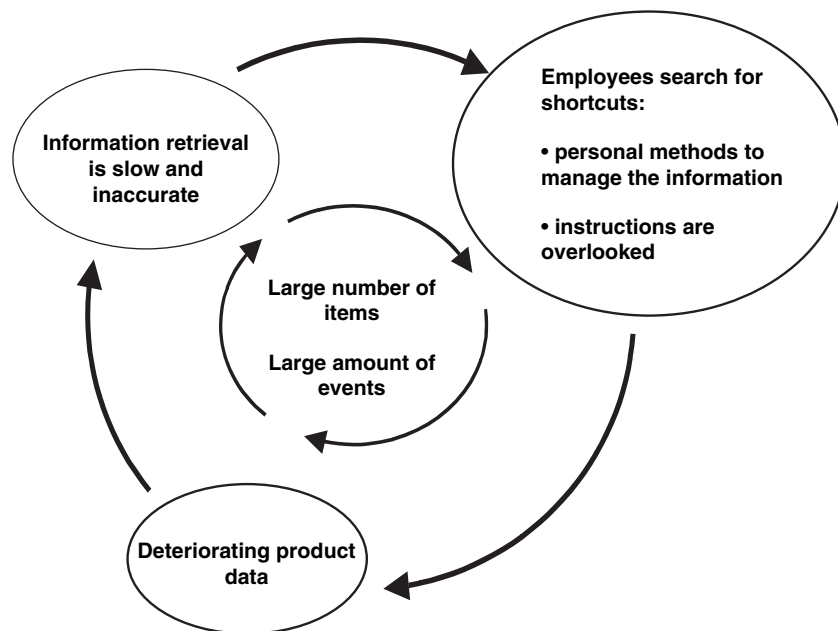 Information retrieval
is slow and
inaccurate
Employees search for
shortcuts:
• personal methods to
manage the information
• instructions are
overlooked
Large number of
items
Large amount of
events
Deteriorating product
data